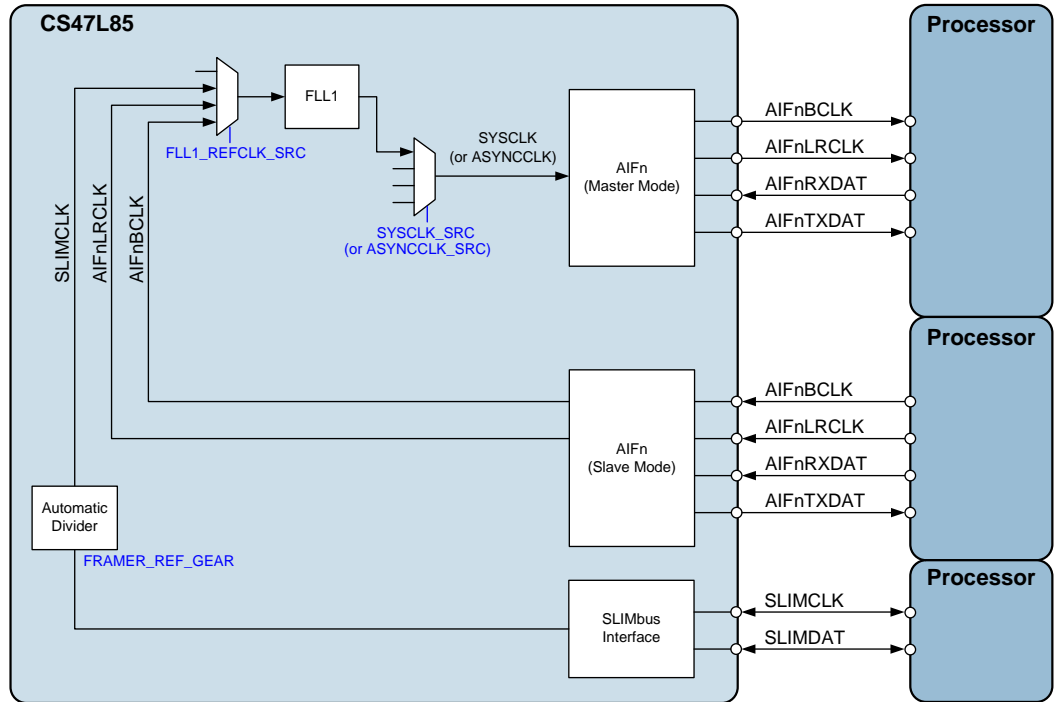 CS47L85
Processor
FLL1
FLL1_REFCLK_SRC
SYSCLK
(or ASYNCCLK)
SYSCLK_SRC
(or ASYNCCLK_SRC)
AIFn
(Master Mode)
AIFnBCLK
AIFnLRCLK
AIFnRXDAT
AIFnTXDAT
SLIMCLK
AIFnLRCLK
AIFnBCLK
Processor
AIFn
(Slave Mode)
AIFnBCLK
AIFnLRCLK
AIFnRXDAT
AIFnTXDAT
Automatic
Divider
FRAMER_REF_GEAR
Processor
SLIMbus
Interface
SLIMCLK
SLIMDAT